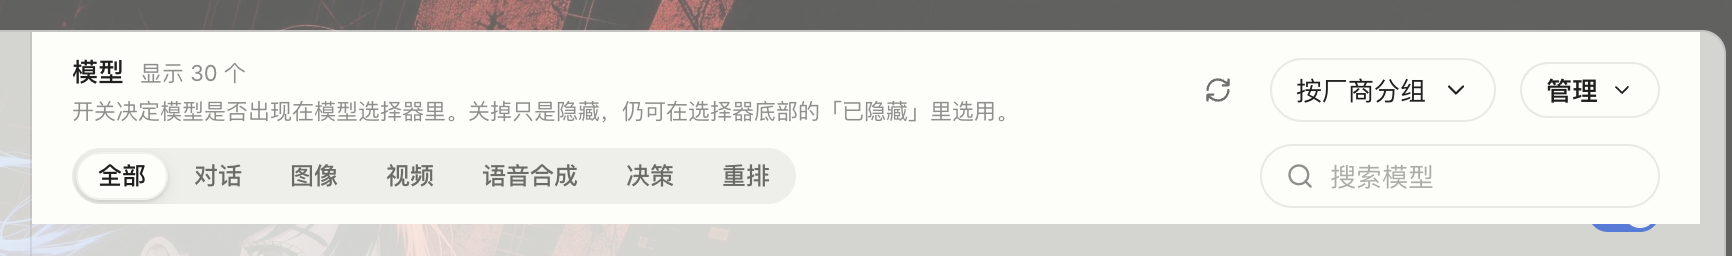 模型 显示 30 个
按厂商分组
管理
开关决定模型是否出现在模型选择器里。关掉只是隐藏，仍可在选择器底部的「已隐藏」里选用。
全部 对话 图像 视频 语音合成 决策 重排
搜索模型